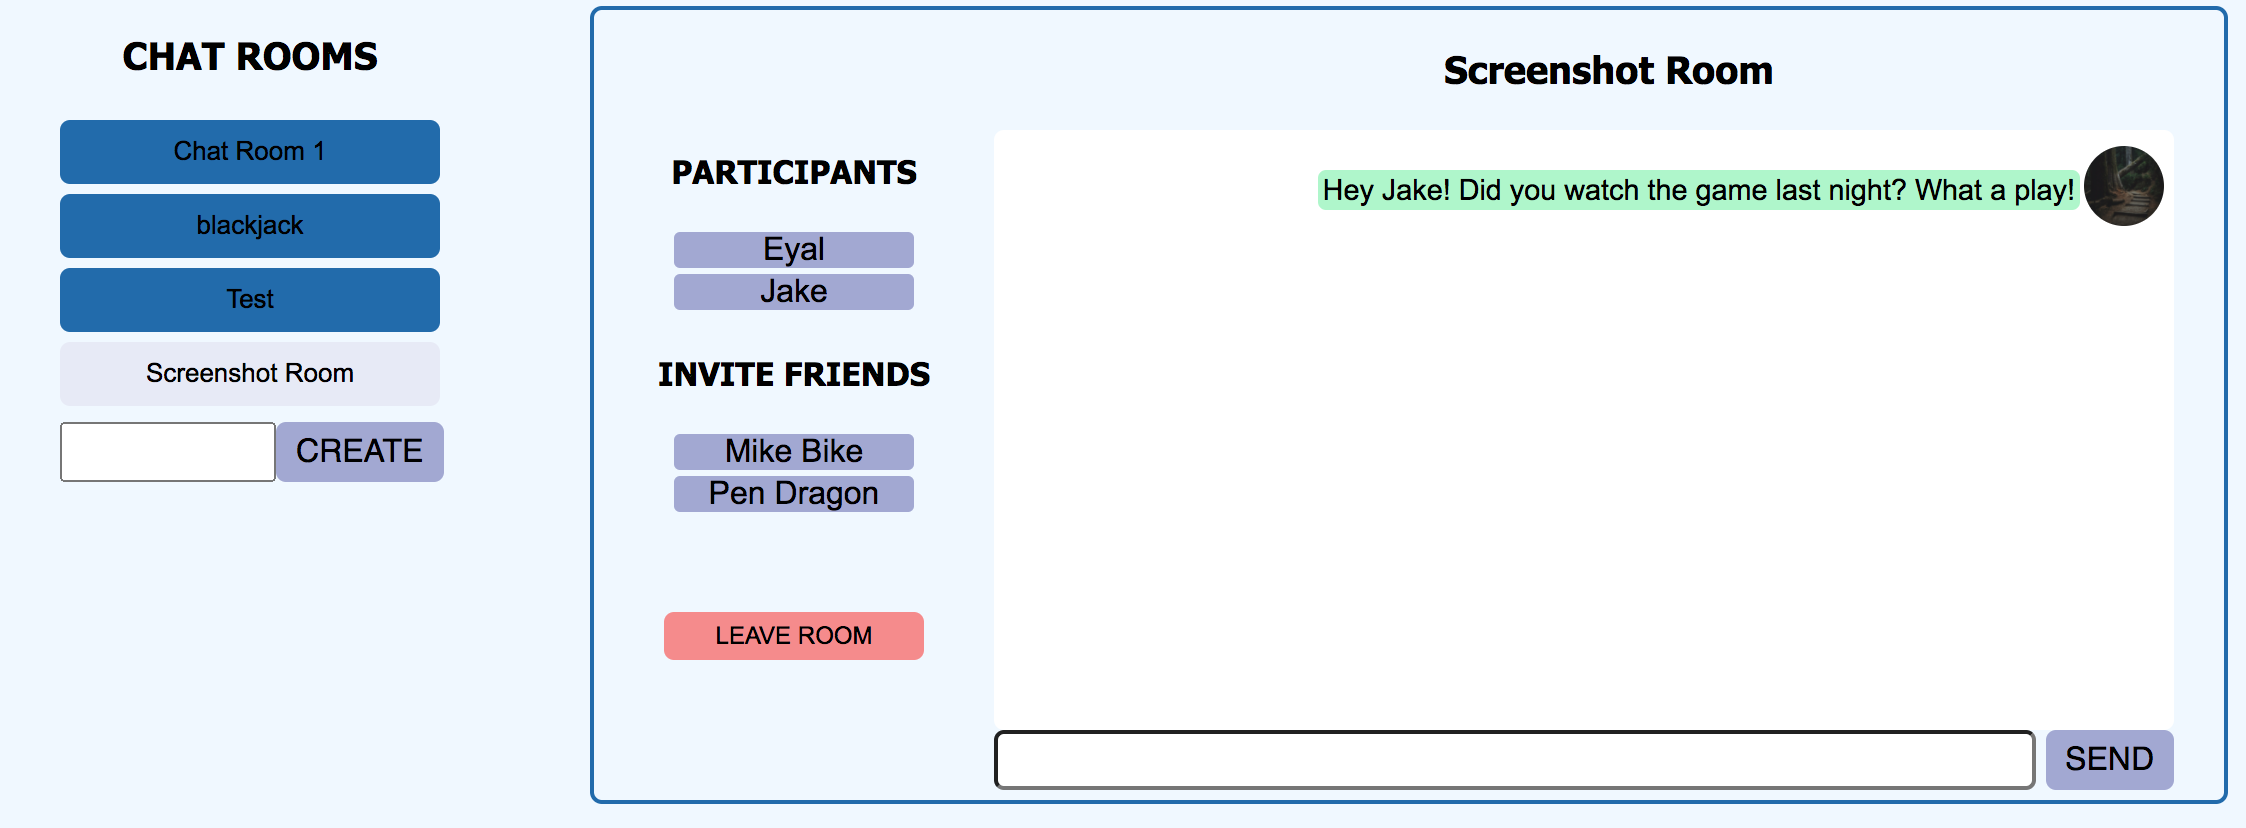 CHAT ROOMS
Chat Room 1
blackjack
Test
Screenshot Room
CREATE
Screenshot Room
PARTICIPANTS
Eyal
Jake
INVITE FRIENDS
Mike Bike
Pen Dragon
LEAVE ROOM
Hey Jake! Did you watch the game last night? What a play!
SEND